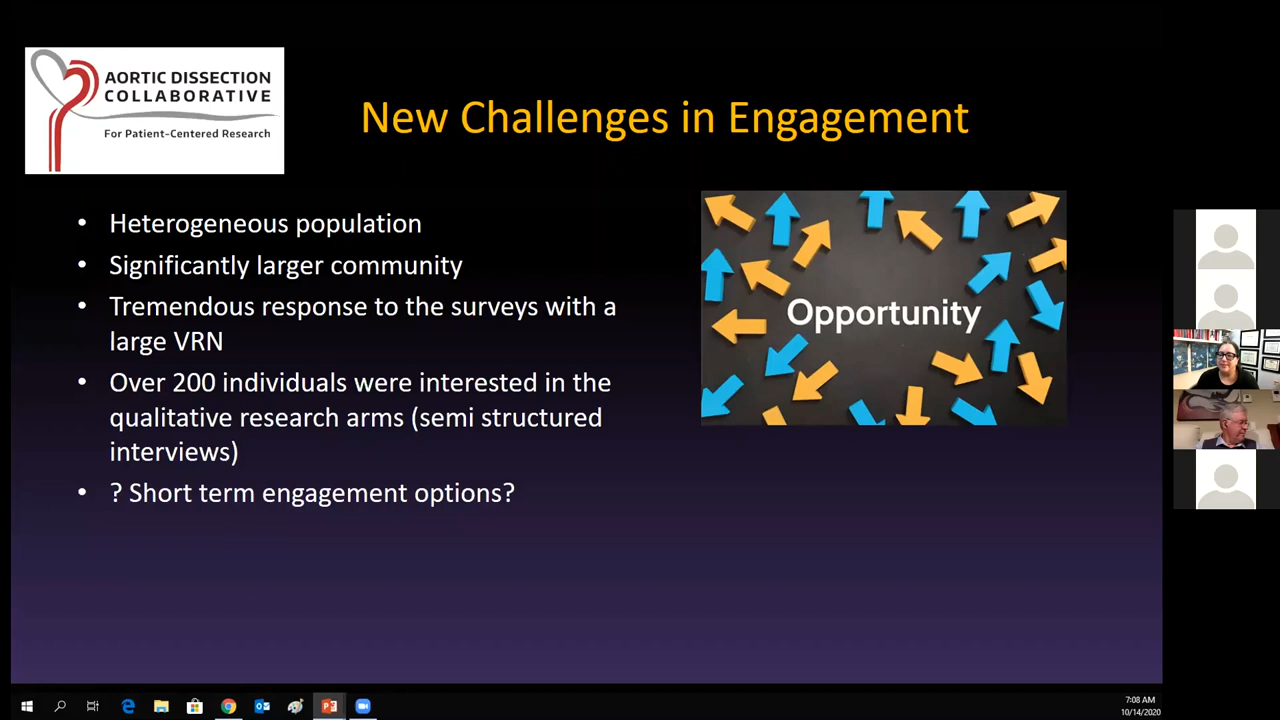 AORTIC DISSECTION
COLLABORATIVE
For Patient-Centered Research
New Challenges in Engagement
• Heterogeneous population
• Significantly larger community
• Tremendous response to the surveys with a
large VRN
• Over 200 individuals were interested in the
qualitative research arms (semi structured
interviews)
• ? Short term engagement options?
Opportunity
7:08 AM
10/14/2020